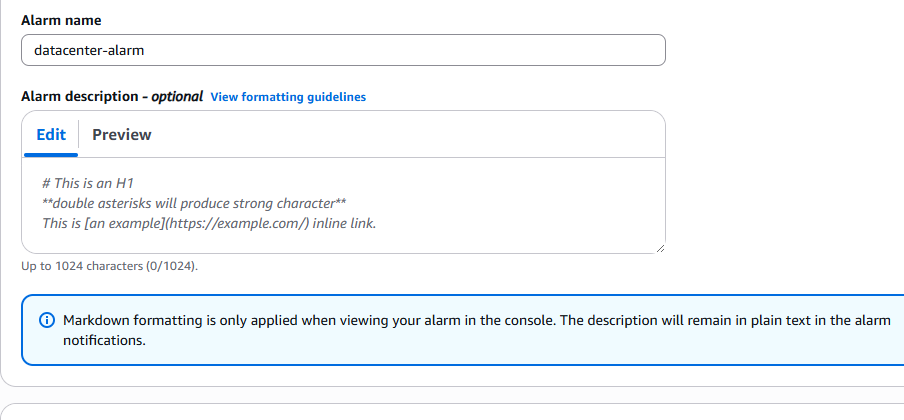 Alarm name
datacenter-alarm
Alarm description - optional View formatting guidelines
Edit Preview
# This is an H1
**double asterisks will produce strong character**
This is [an example](https://example.com/) inline link.
Up to 1024 characters (0/1024).
Markdown formatting is only applied when viewing your alarm in the console. The description will remain in plain text in the alarm
notifications.